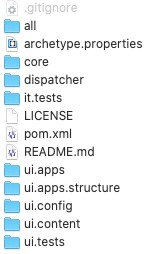 .gitignore
all
archetype.properties
core
dispatcher
it.tests
LICENSE
pom.xml
README.md
ui.apps
ui.apps.structure
ui.config
ui.content
ui.tests